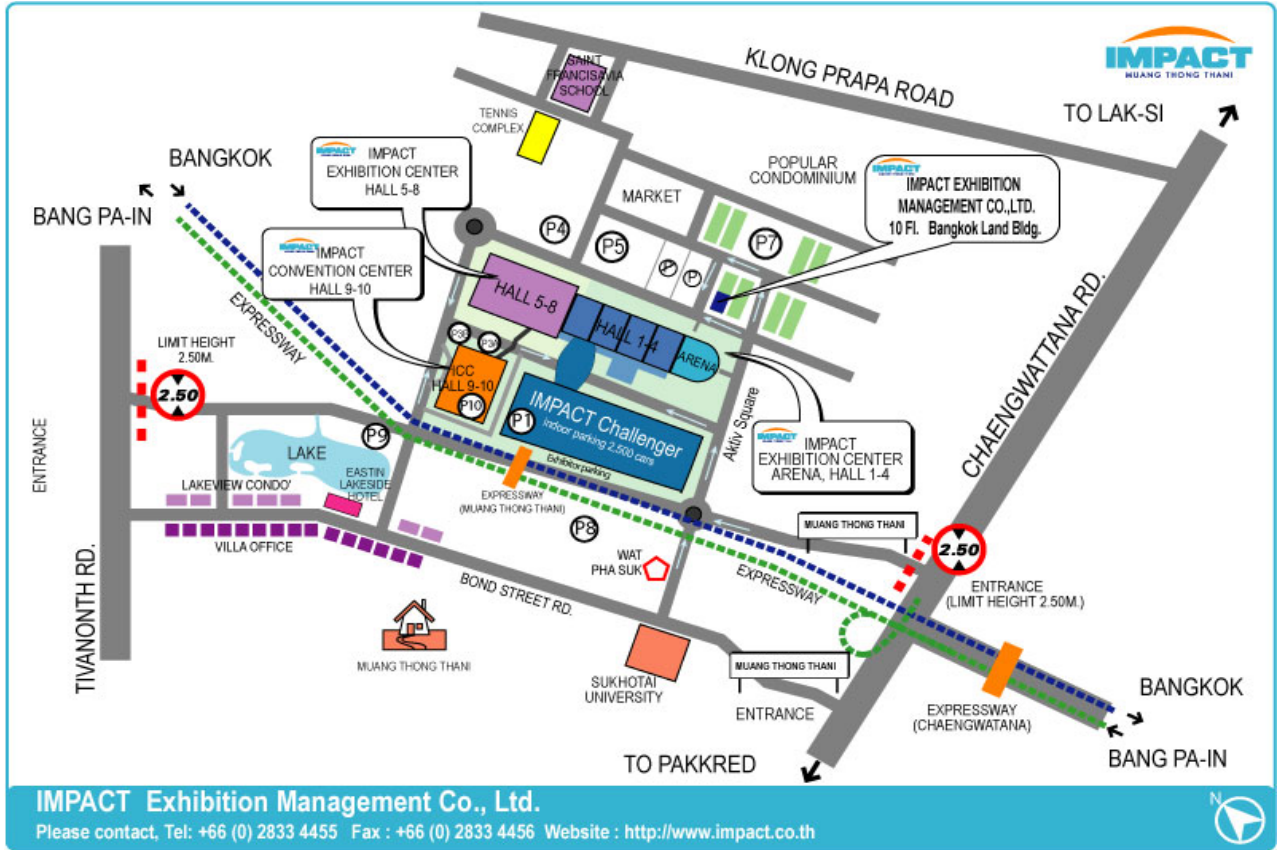 IMPACT
MUANG THONG THANI
KLONG PRAPA ROAD
TO LAK-SI
SAINT
FRANCISAVIA
SCHOOL
TENNIS
COMPLEX
BANGKOK
BANG PA-IN
IMPACT
IMPACT
EXHIBITION CENTER
HALL 5-8
IMPACT
IMPACT
CONVENTION CENTER
HALL 9-10
MARKET
POPULAR
CONDOMINIUM
IMPACT
IMPACT EXHIBITION
MANAGEMENT CO.,LTD.
10 Fl. Bangkok Land Bldg.
P4
P5
P7
P
HALL 5-8
HALL 1-4
ARENA
EXPRESSWAY
LIMIT HEIGHT
2.50M.
2.50
P3B
P3A
ICC
HALL 9-10
P10
P1
IMPACT Challenger
indoor parking 2,500 cars
Exhibitor parking
Aktiv Square
CHAENGWATTANA RD.
IMPACT
IMPACT
EXHIBITION CENTER
ARENA, HALL 1-4
ENTRANCE
LAKE
P9
EASTIN
LAKESIDE
HOTEL
LAKEVIEW CONDO'
VILLA OFFICE
EXPRESSWAY
(MUANG THONG THANI)
P8
WAT
PHA SUK
MUANG THONG THANI
2.50
ENTRANCE
(LIMIT HEIGHT 2.50M.)
EXPRESSWAY
BOND STREET RD.
TIVANONTH RD.
MUANG THONG THANI
SUKHOTAI
UNIVERSITY
MUANG THONG THANI
ENTRANCE
EXPRESSWAY
(CHAENGWATANA)
BANGKOK
BANG PA-IN
TO PAKKRED
IMPACT Exhibition Management Co., Ltd.
Please contact, Tel: +66 (0) 2833 4455 Fax : +66 (0) 2833 4456 Website : http://www.impact.co.th
N